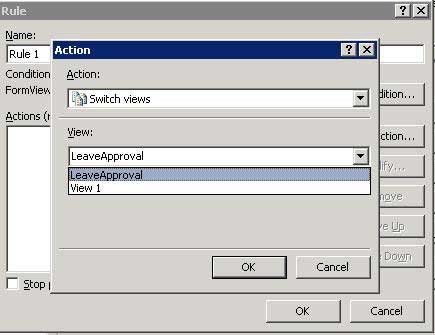 Rule
Name:
Rule 1
Action
Action:
Switch views
View:
LeaveApproval
LeaveApproval
View 1
OK
Cancel
Condition
FormView
dition...
Actions (r
ction...
dify...
move
ve Up
e Down
Stop
OK
Cancel